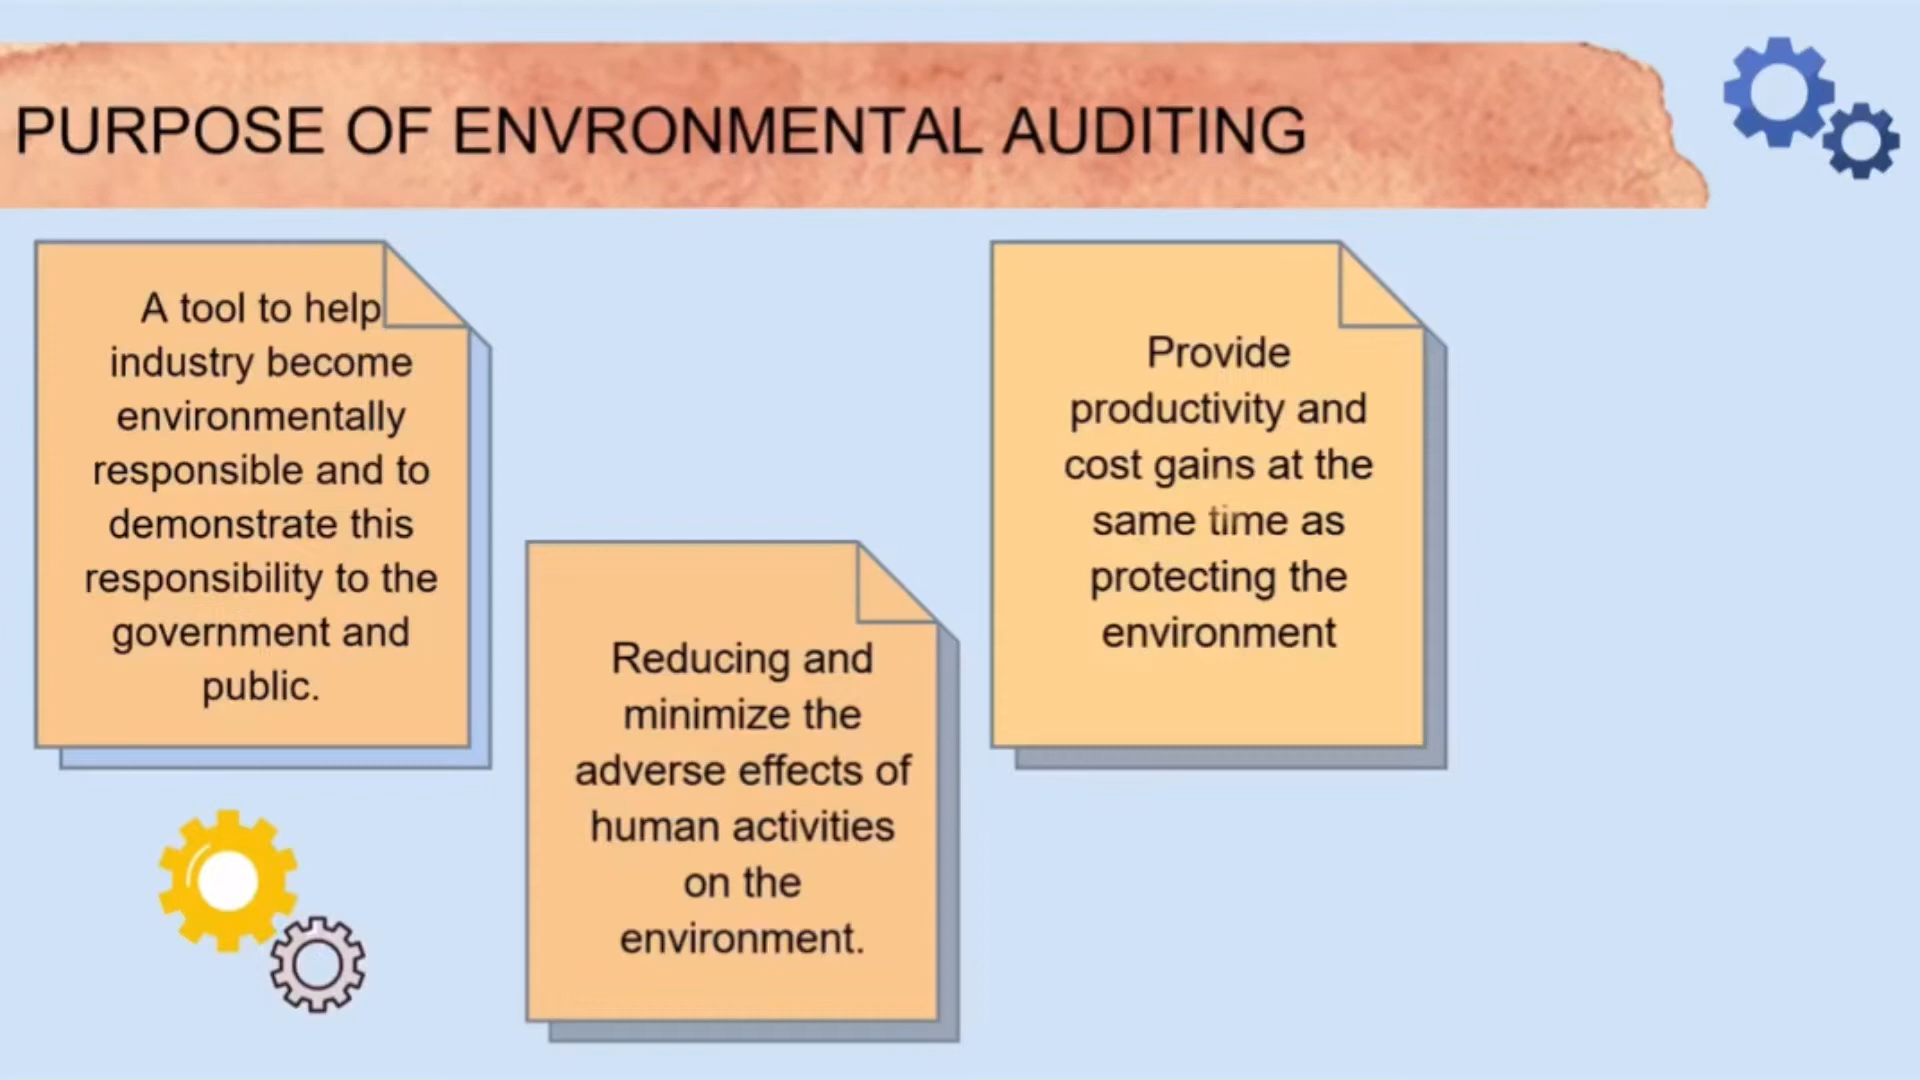 PURPOSE OF ENVRONMENTAL AUDITING
A tool to help
industry become
environmentally
responsible and to
demonstrate this
responsibility to the
government and
public.
Reducing and
minimize the
adverse effects of
human activities
on the
environment.
Provide
productivity and
cost gains at the
same time as
protecting the
environment